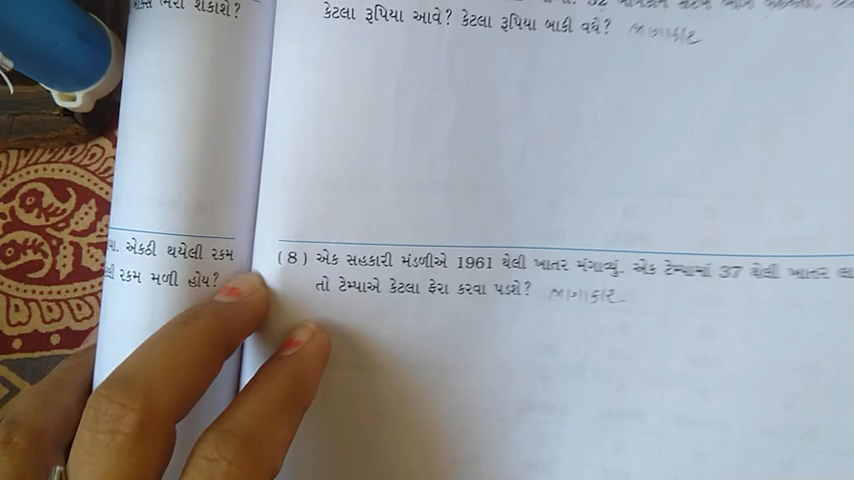 ભરી શકાશે?
કેટલા રૂપિયા આવે? કેટલા રૂપિયા બાકી વધે? ભાગાકાર
એકઠી થયેલી રકમ
રકમ મળી હોય?
(8) એક સહકારી મંડળીએ 1961 થેલી ખાતર મંગાવ્યું. એક ટેમ્પામાં 37 થેલી ખાતર
તો ટેમ્પાએ કેટલા ફેરા કરવા પડશે? ભાગાકાર